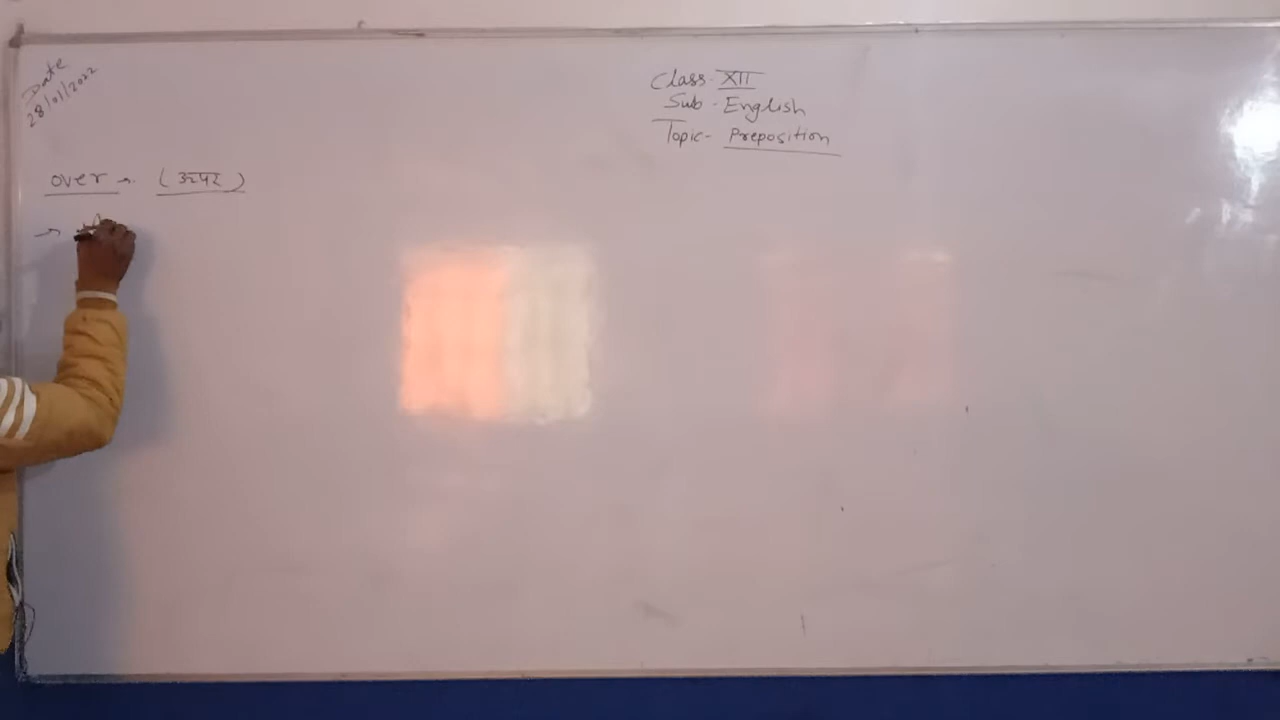 Date
28/01/2022
Class- XII
Sub - English
Topic- Preposition
over → (ऊपर)
→